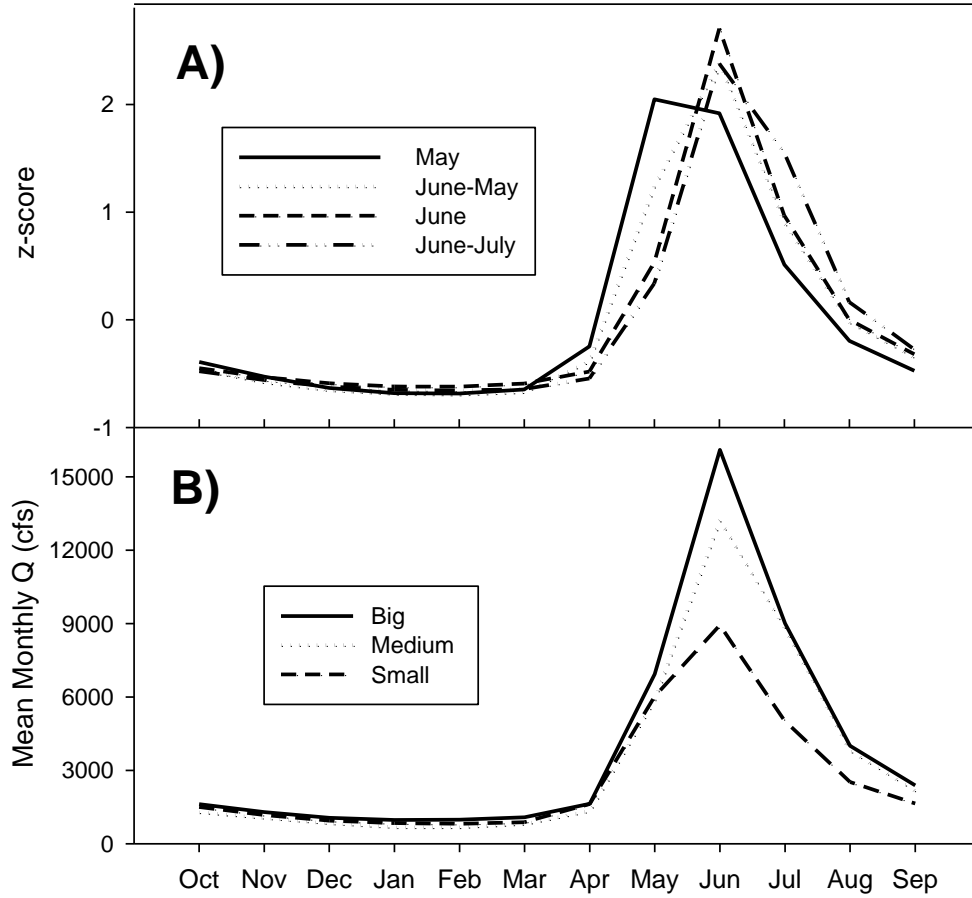 A)
z-score
2
1
0
-1
May
June-May
June
June-July
B)
Mean Monthly Q (cfs)
15000
12000
9000
6000
3000
0
Big
Medium
Small
Oct Nov Dec Jan Feb Mar Apr May Jun Jul Aug Sep